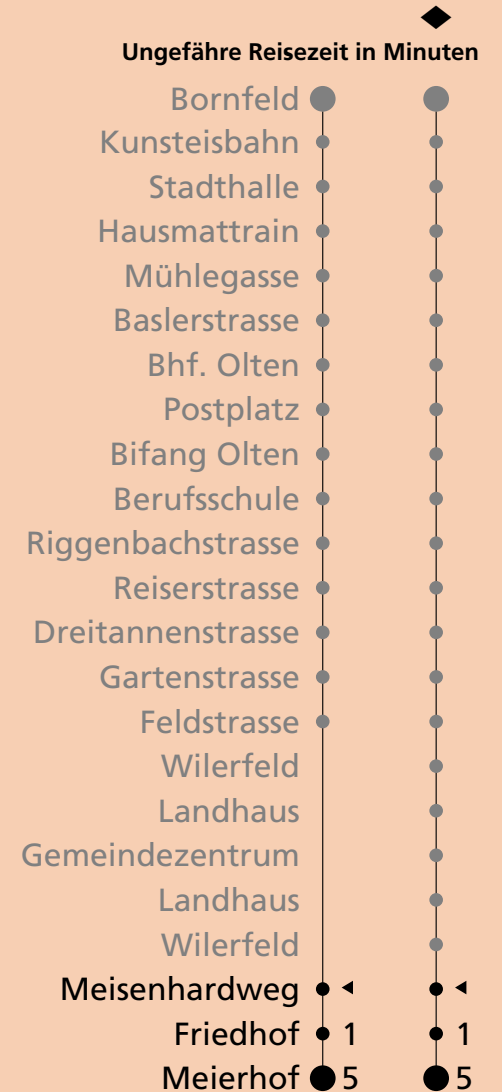 Ungefähre Reisezeit in Minuten
Bornfeld
Kunsteisbahn
Stadthalle
Hausmattrain
Mühlegasse
Baslerstrasse
Bhf. Olten
Postplatz
Bifang Olten
Berufsschule
Riggenbachstrasse
Reiserstrasse
Dreitannenstrasse
Gartenstrasse
Feldstrasse
Wilerfeld
Landhaus
Gemeindezentrum
Landhaus
Wilerfeld
Meisenhardweg
Friedhof 1 1
Meierhof 5 5